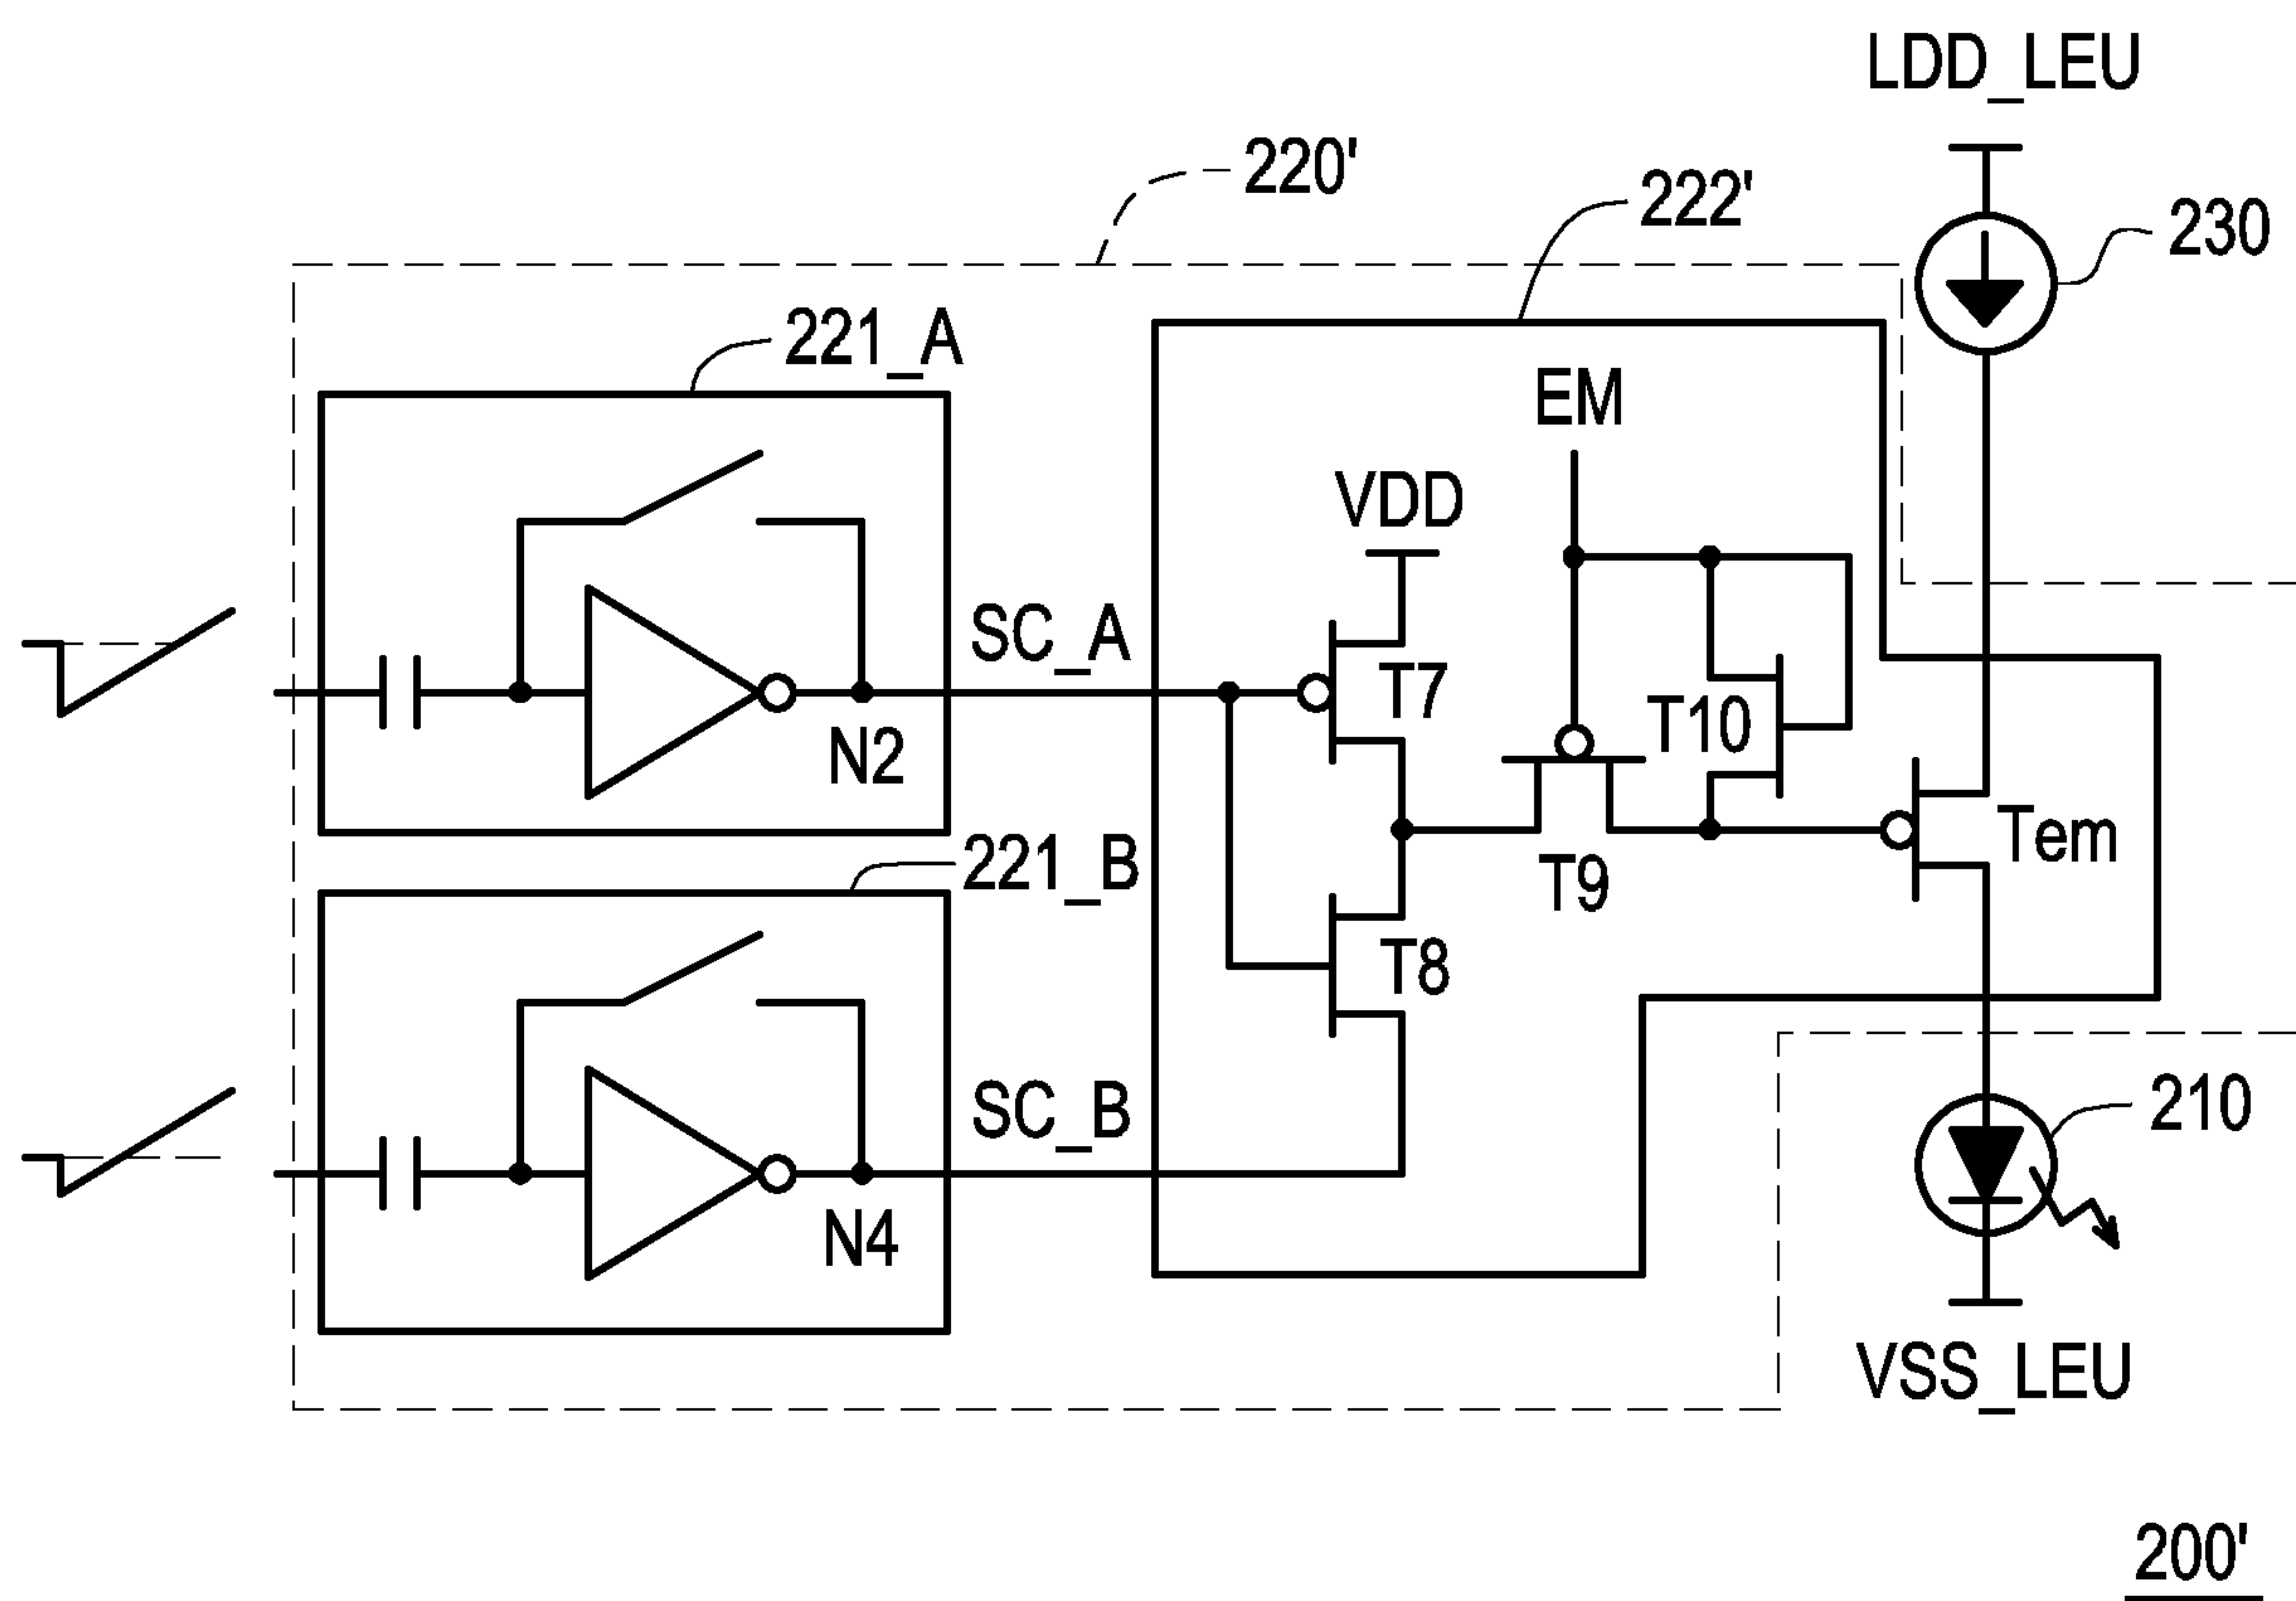 LDD_LEU
220'
222'
230
221_A
EM
VDD
SC_A
T7
T10
N2
Tem
221_B
T9
T8
SC_B
210
N4
VSS_LEU
200'